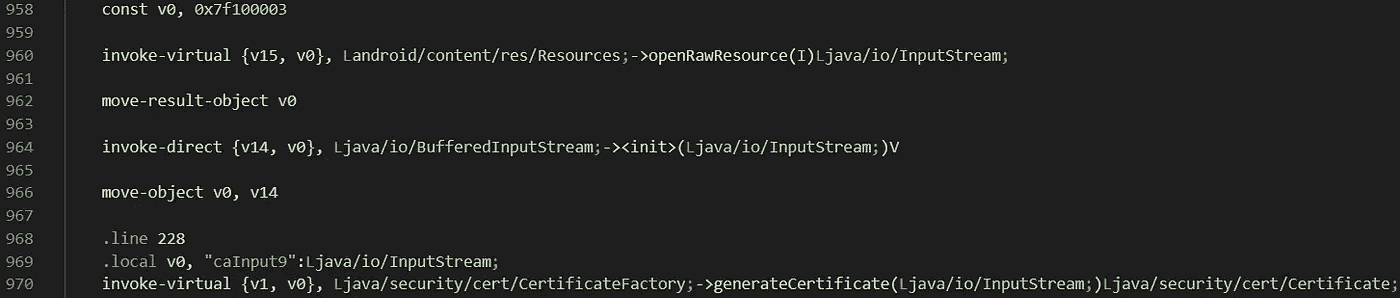 958 const v0, 0x7f100003
959
960 invoke-virtual {v15, v0}, Landroid/content/res/Resources;->openRawResource(I)Ljava/io/InputStream;
961
962 move-result-object v0
963
964 invoke-direct {v14, v0}, Ljava/io/BufferedInputStream;-><init>(Ljava/io/InputStream;)V
965
966 move-object v0, v14
967
968 .line 228
969 .local v0, "caInput9":Ljava/io/InputStream;
970 invoke-virtual {v1, v0}, Ljava/security/cert/CertificateFactory;->generateCertificate(Ljava/io/InputStream;)Ljava/security/cert/Certificate;